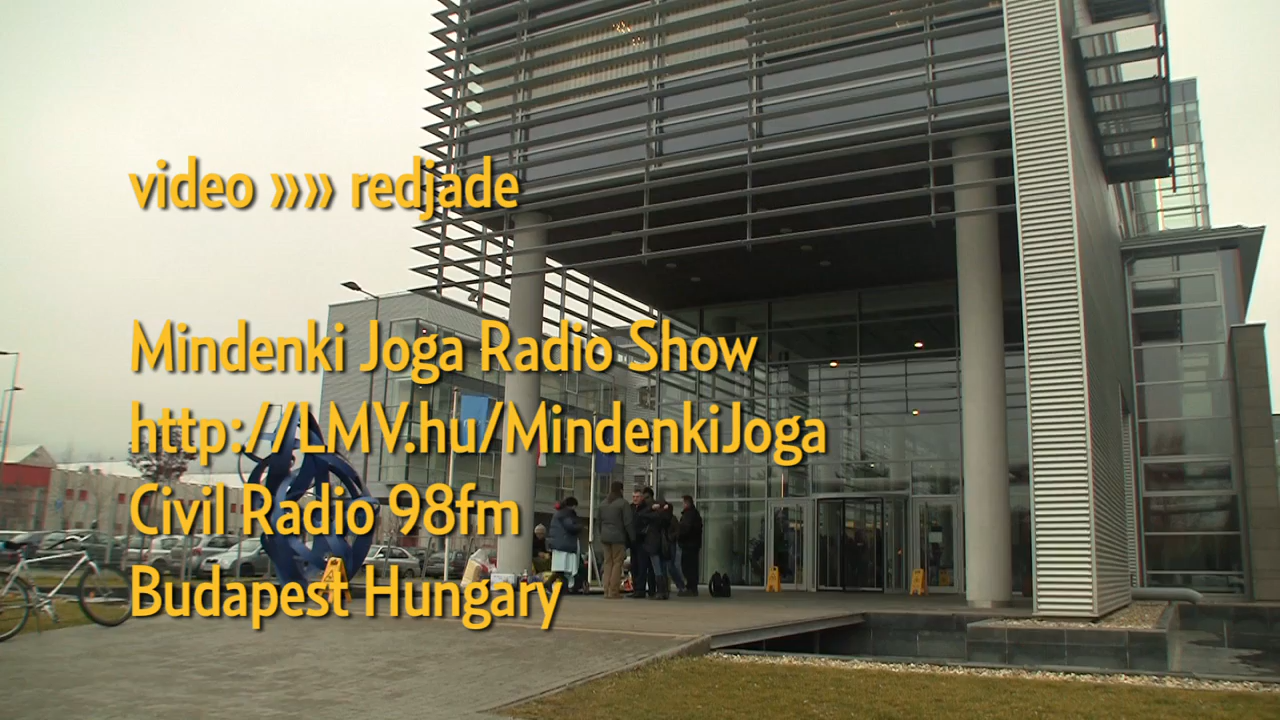 video »» redjade
Mindenki Joga Radio Show
http://LMV.hu/MindenkiJoga
Civil Radio 98fm
Budapest Hungary